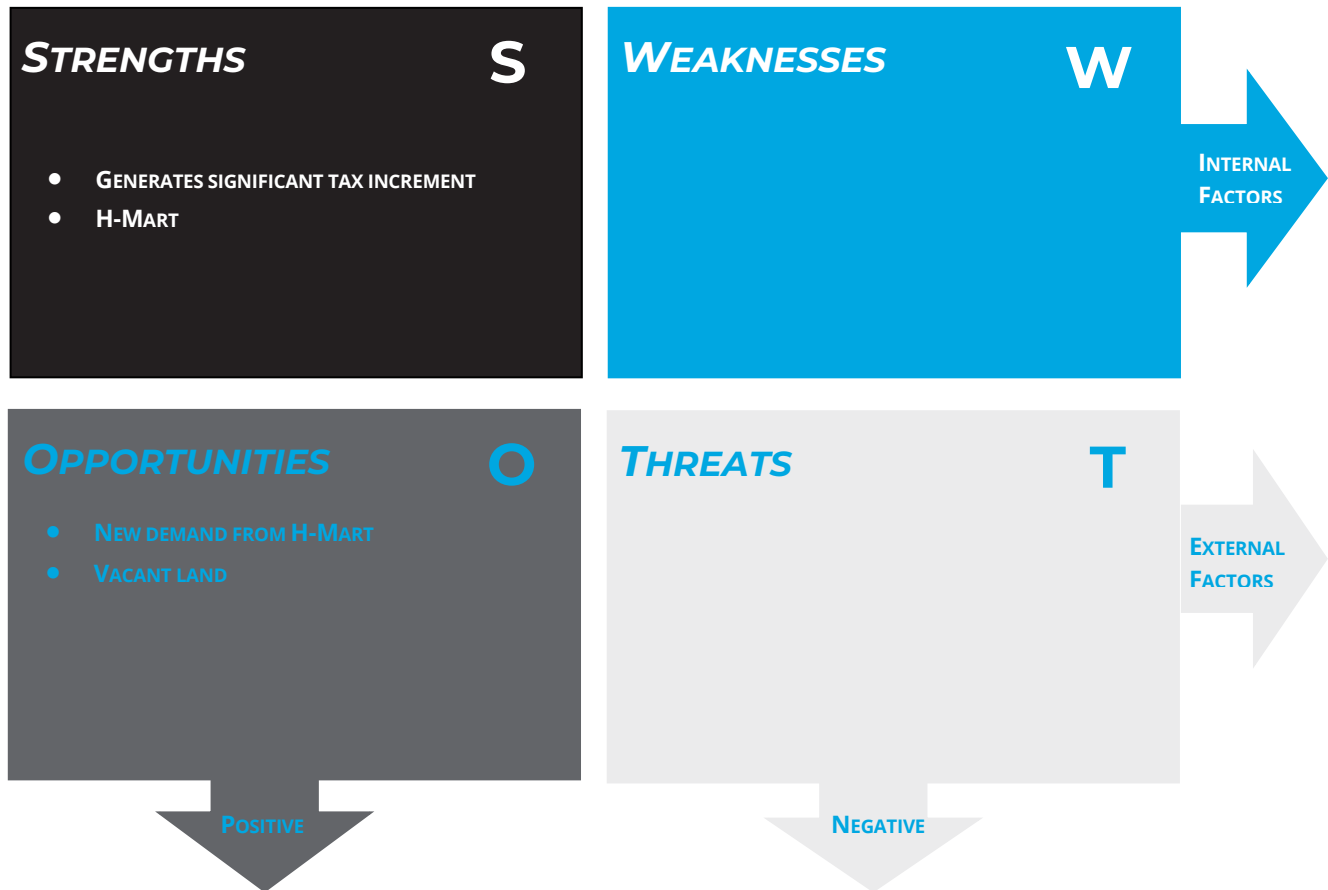 STRENGTHS S
• GENERATES SIGNIFICANT TAX INCREMENT
• H-MART
WEAKNESSES W
INTERNAL
FACTORS
OPPORTUNITIES O
• NEW DEMAND FROM H-MART
• VACANT LAND
THREATS T
EXTERNAL
FACTORS
POSITIVE
NEGATIVE